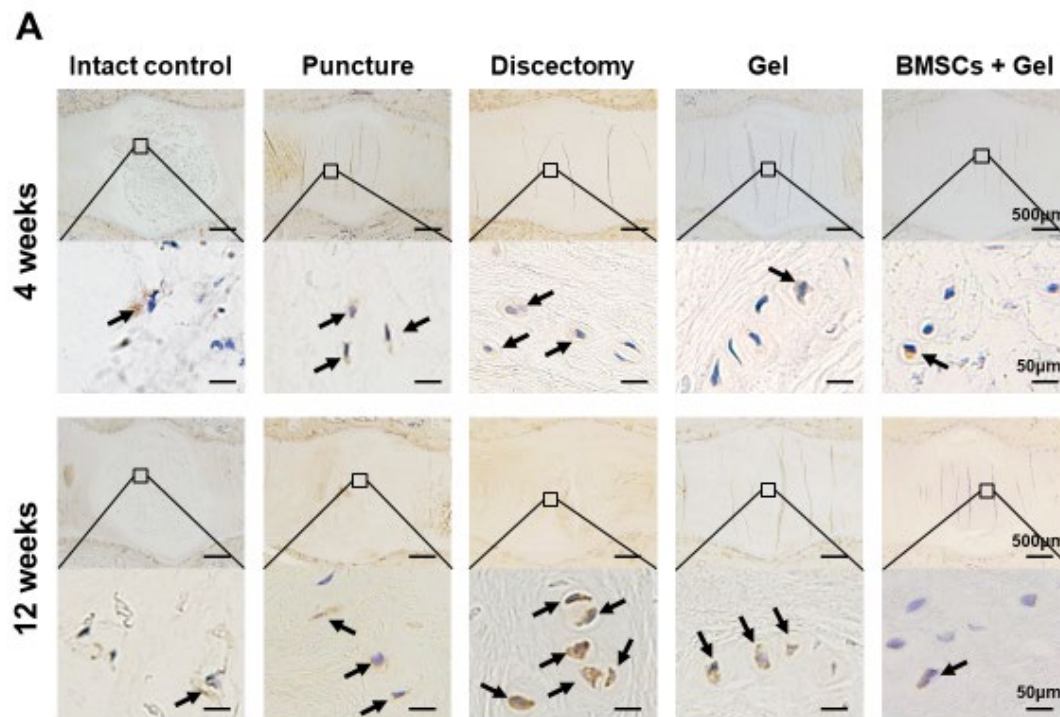 A
Intact control Puncture Discectomy Gel BMSCs + Gel
4 weeks
500µm
50µm
12 weeks
500µm
50µm